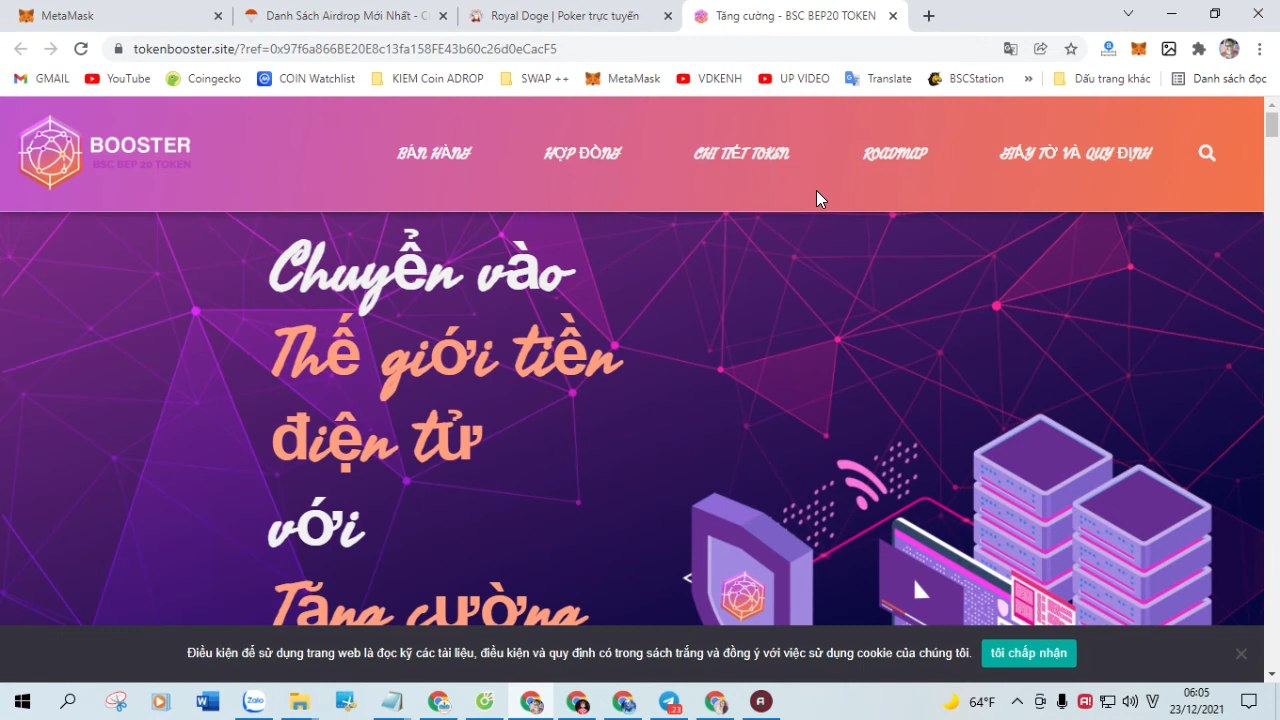 MetaMask
Danh Sách Airdrop Mới Nhất - C
Royal Doge | Poker trực tuyến
Tăng cường - BSC BEP20 TOKEN
tokenbooster.site/?ref=0x97f6a866BE20E8c13fa158FE43b60c26d0eCacF5
GMAIL
YouTube
Coingecko
COIN Watchlist
KIEM Coin ADROP
SWAP ++
MetaMask
VDKENH
UP VIDEO
Translate
BSCStation
»
Dấu trang khác
Danh sách đọc
BOOSTER
BSC BEP 20 TOKEN
BÁN HÀNG
HỢP ĐỒNG
CHI TIẾT TOKEN
ROADMAP
GIẤY TỜ VÀ QUY ĐỊNH
Chuyển vào
Thế giới tiền
điện tử
với
Tăng cường
Điều kiện để sử dụng trang web là đọc kỹ các tài liệu, điều kiện và quy định có trong sách trắng và đồng ý với việc sử dụng cookie của chúng tôi.
tôi chấp nhận
Zalo
23
64°F
06:05
23/12/2021